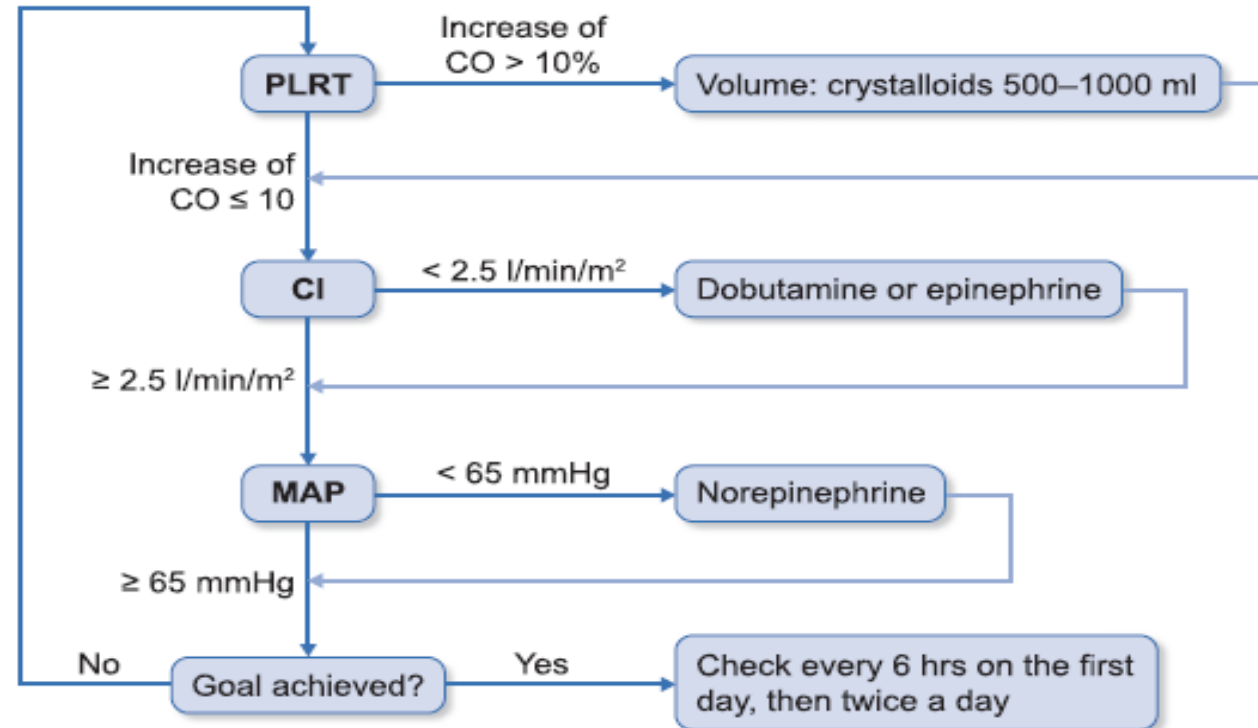 Increase of
CO > 10%
PLRT
Volume: crystalloids 500–1000 ml
Increase of
CO ≤ 10
CI
< 2.5 l/min/m²
Dobutamine or epinephrine
≥ 2.5 l/min/m²
MAP
< 65 mmHg
Norepinephrine
≥ 65 mmHg
No
Goal achieved?
Yes
Check every 6 hrs on the first
day, then twice a day